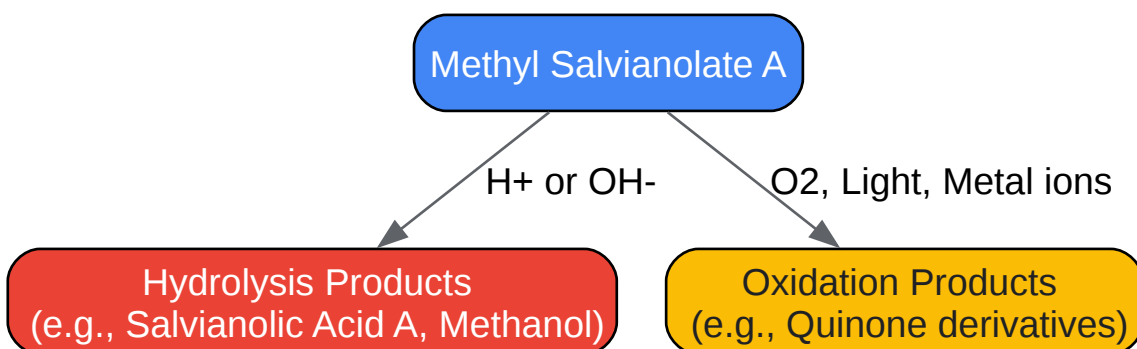 Methyl Salvianolate A
H+ or OH-
O2, Light, Metal ions
Hydrolysis Products
(e.g., Salvianolic Acid A, Methanol)
Oxidation Products
(e.g., Quinone derivatives)